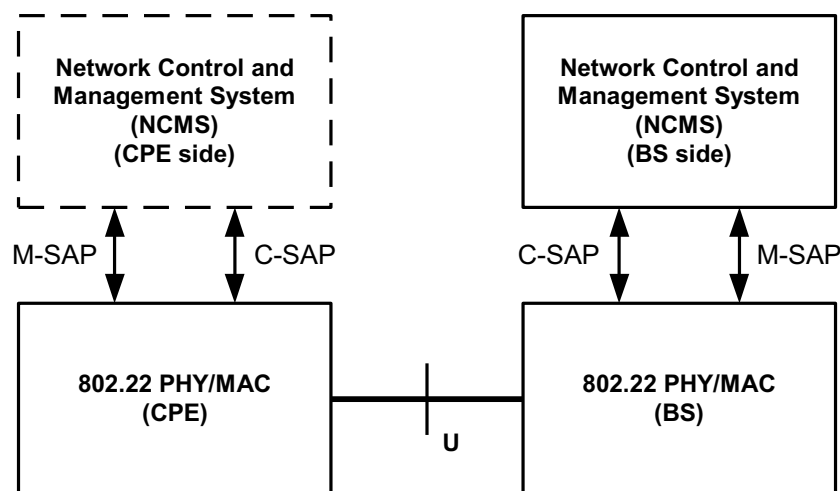 Network Control and
Management System
(NCMS)
(CPE side)
Network Control and
Management System
(NCMS)
(BS side)
M-SAP
C-SAP
C-SAP
M-SAP
802.22 PHY/MAC
(CPE)
802.22 PHY/MAC
(BS)
U